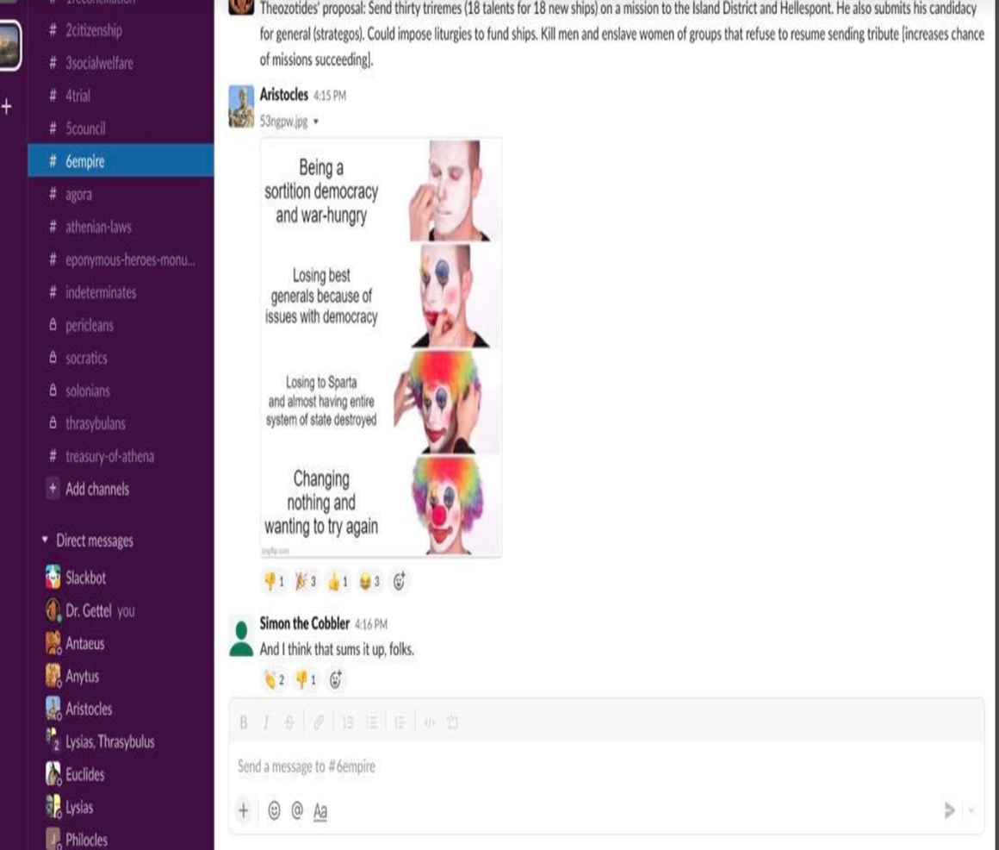 # 2citizenship
# 3socialwelfare
# 4trial
# 5council
# 6empire
# agora
# athenian-laws
# eponymous-heroes-monu...
# indeterminates
pericleans
socratics
solonians
thrasybulans
# treasury-of-athena
+ Add channels
Direct messages
Slackbot
Dr. Gettel you
Antaeus
Anytus
Aristocles
2 Lysias, Thrasybulus
Euclides
Lysias
J Philocles
Theozotides' proposal: Send thirty triremes (18 talents for 18 new ships) on a mission to the Island District and Hellespont. He also submits his candidacy
for general (strategos). Could impose liturgies to fund ships. Kill men and enslave women of groups that refuse to resume sending tribute [increases chance
of missions succeeding].
Aristocles 4:15 PM
53ngpw.jpg
Being a
sortition democracy
and war-hungry
Losing best
generals because of
issues with democracy
Losing to Sparta
and almost having entire
system of state destroyed
Changing
nothing and
wanting to try again
imgflip.com
1 3 1 3
Simon the Cobbler 4:16 PM
And I think that sums it up, folks.
2 1
B I S
Send a message to #6empire
+ @ Aa